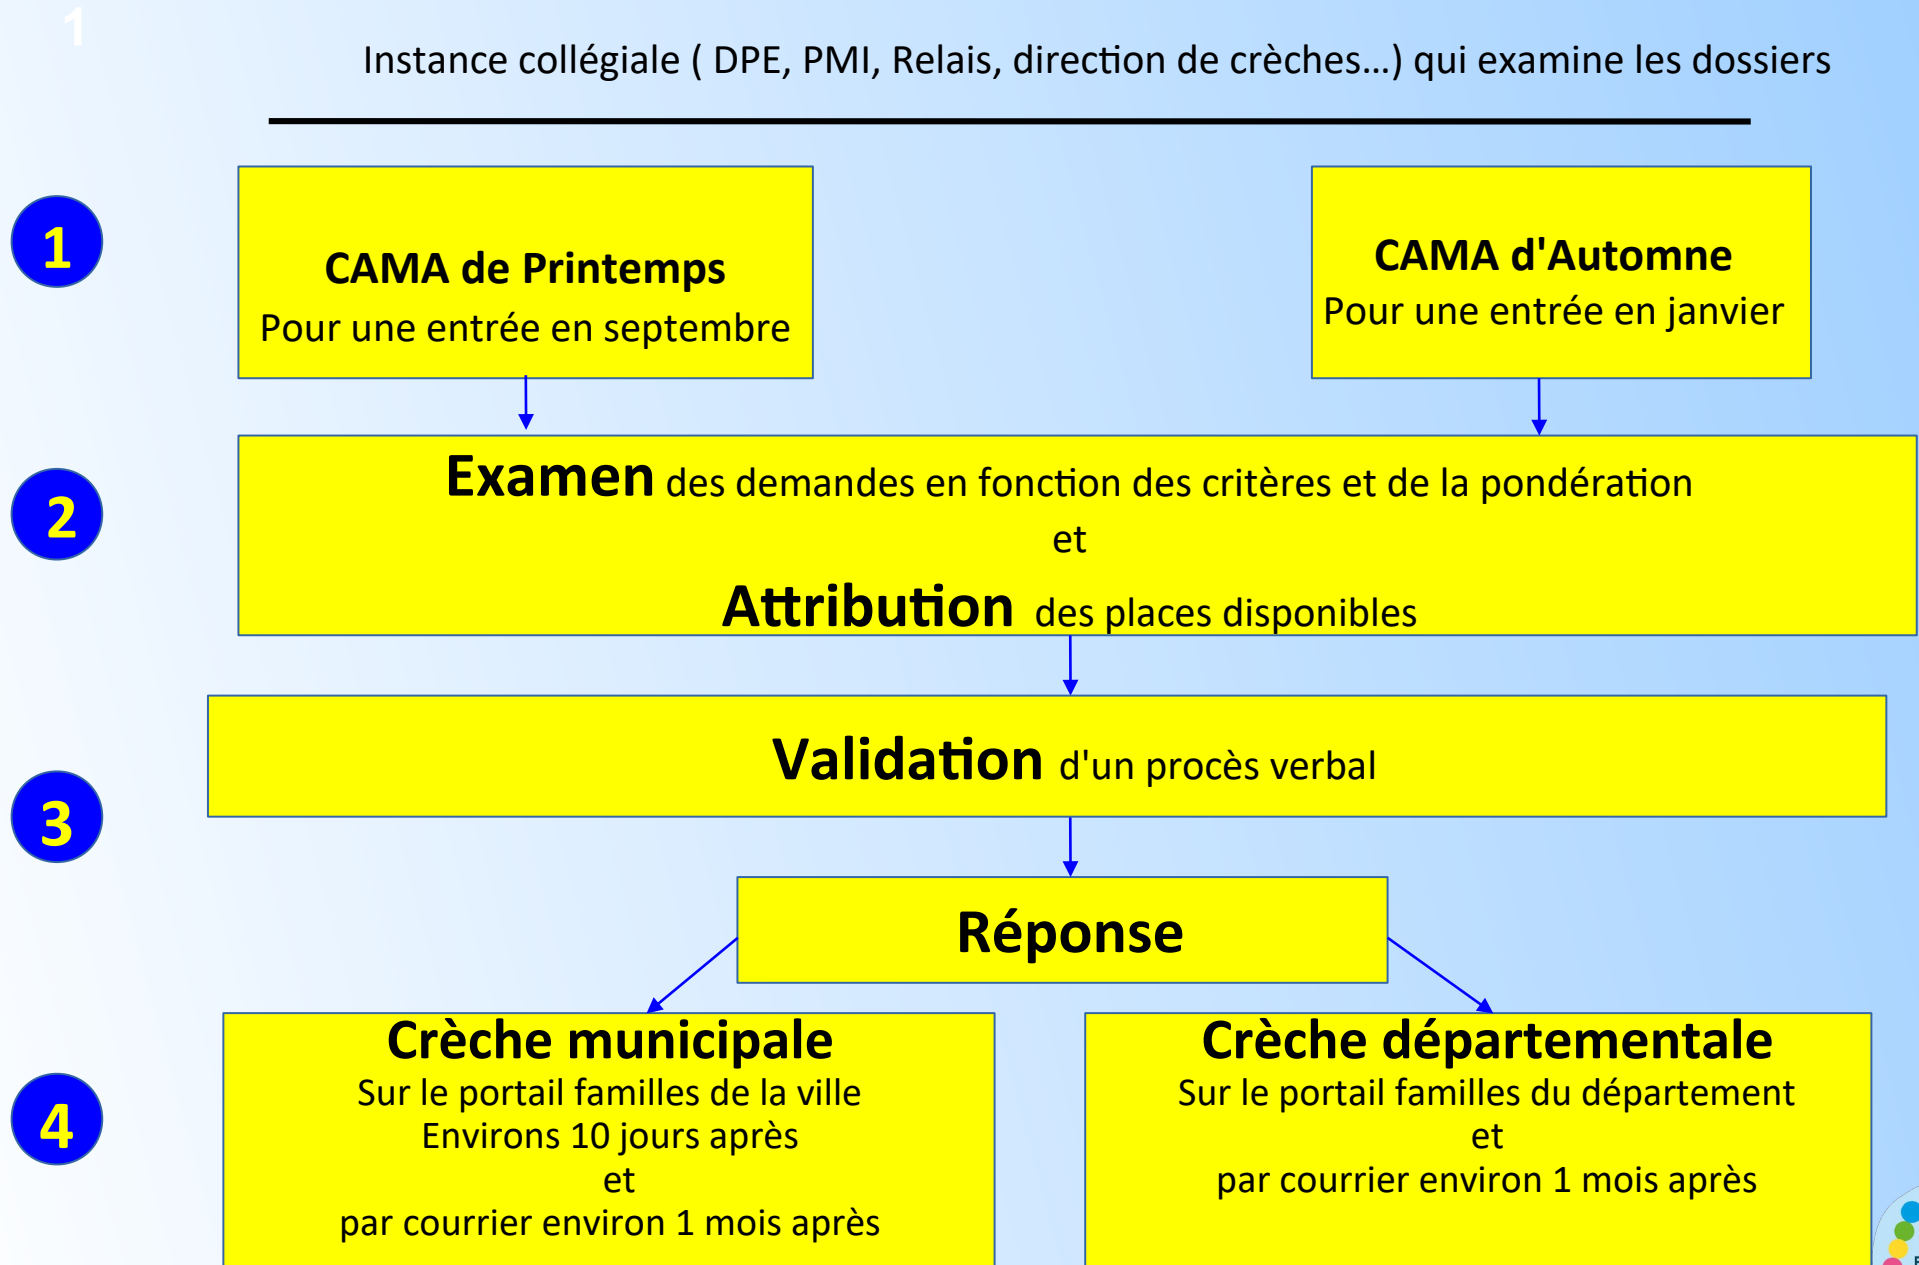 1
Instance collégiale ( DPE, PMI, Relais, direction de crèches...) qui examine les dossiers
1
CAMA de Printemps
Pour une entrée en septembre
CAMA d'Automne
Pour une entrée en janvier
2
Examen des demandes en fonction des critères et de la pondération
et
Attribution des places disponibles
3
Validation d'un procès verbal
Réponse
4
Crèche municipale
Sur le portail familles de la ville
Environs 10 jours après
et
par courrier environ 1 mois après
Crèche départementale
Sur le portail familles du département
et
par courrier environ 1 mois après